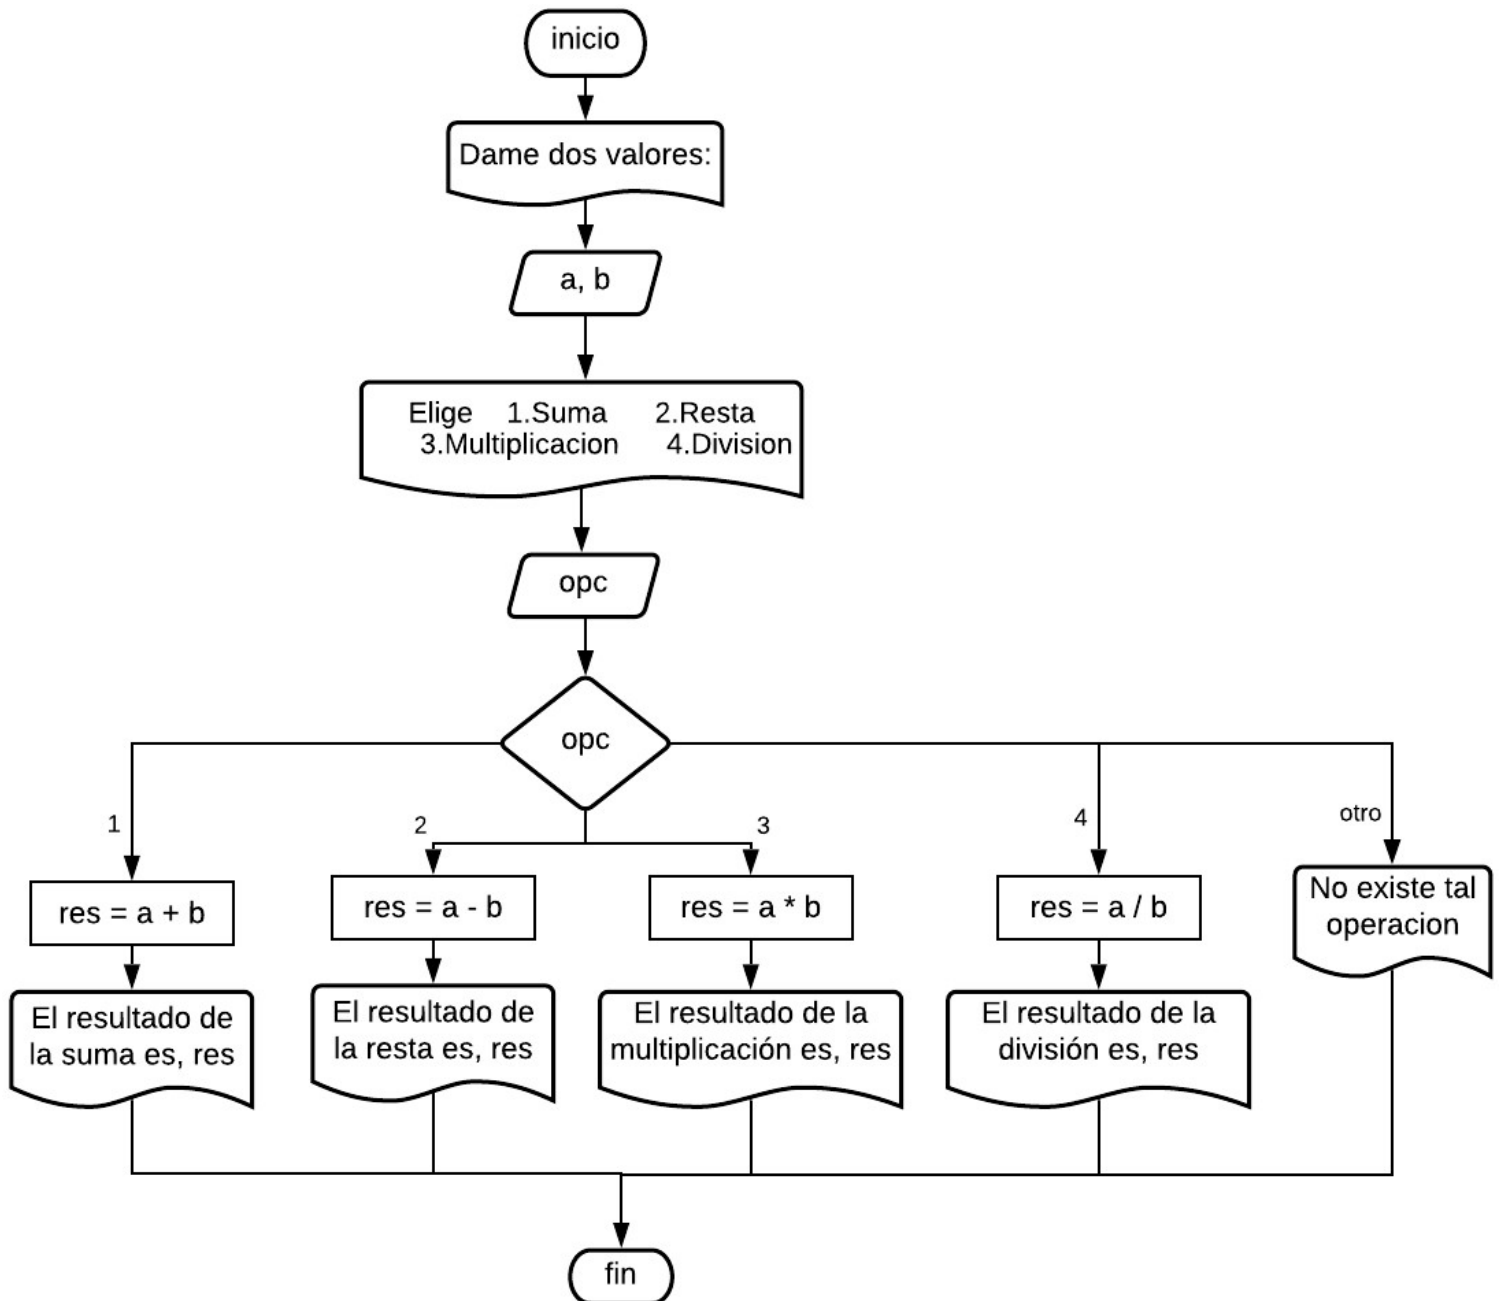 inicio
Dame dos valores:
a, b
Elige 1.Suma 2.Resta
3.Multiplicacion 4.Division
opc
opc
1
2
3
4
otro
res = a + b
res = a - b
res = a * b
res = a / b
No existe tal
operacion
El resultado de
la suma es, res
El resultado de
la resta es, res
El resultado de la
multiplicación es, res
El resultado de la
división es, res
fin